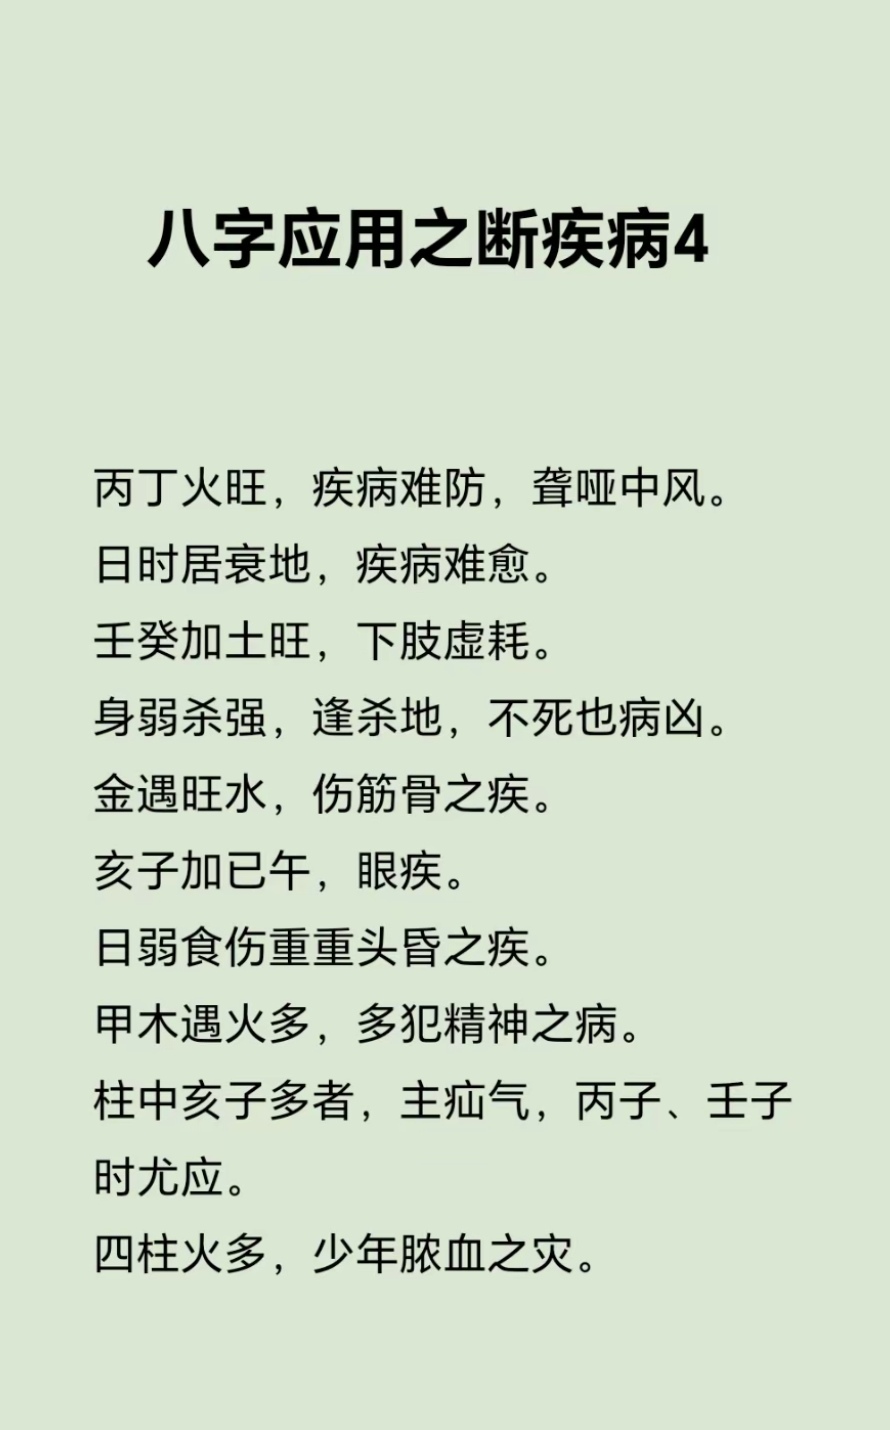 八字应用之断疾病4
丙丁火旺，疾病难防，聋哑中风。
日时居衰地，疾病难愈。
壬癸加土旺，下肢虚耗。
身弱杀强，逢杀地，不死也病凶。
金遇旺水，伤筋骨之疾。
亥子加已午，眼疾。
日弱食伤重重头昏之疾。
甲木遇火多，多犯精神之病。
柱中亥子多者，主疝气，丙子、壬子
时尤应。
四柱火多，少年脓血之灾。